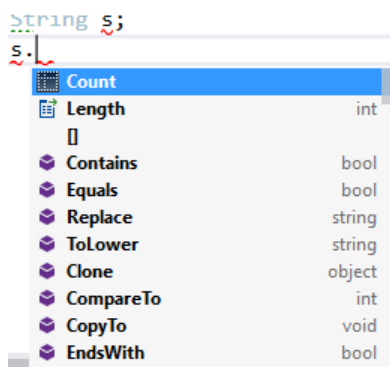 String s;
s.
Count
Length int
[]
Contains bool
Equals bool
Replace string
ToLower string
Clone object
CompareTo int
CopyTo void
EndsWith bool